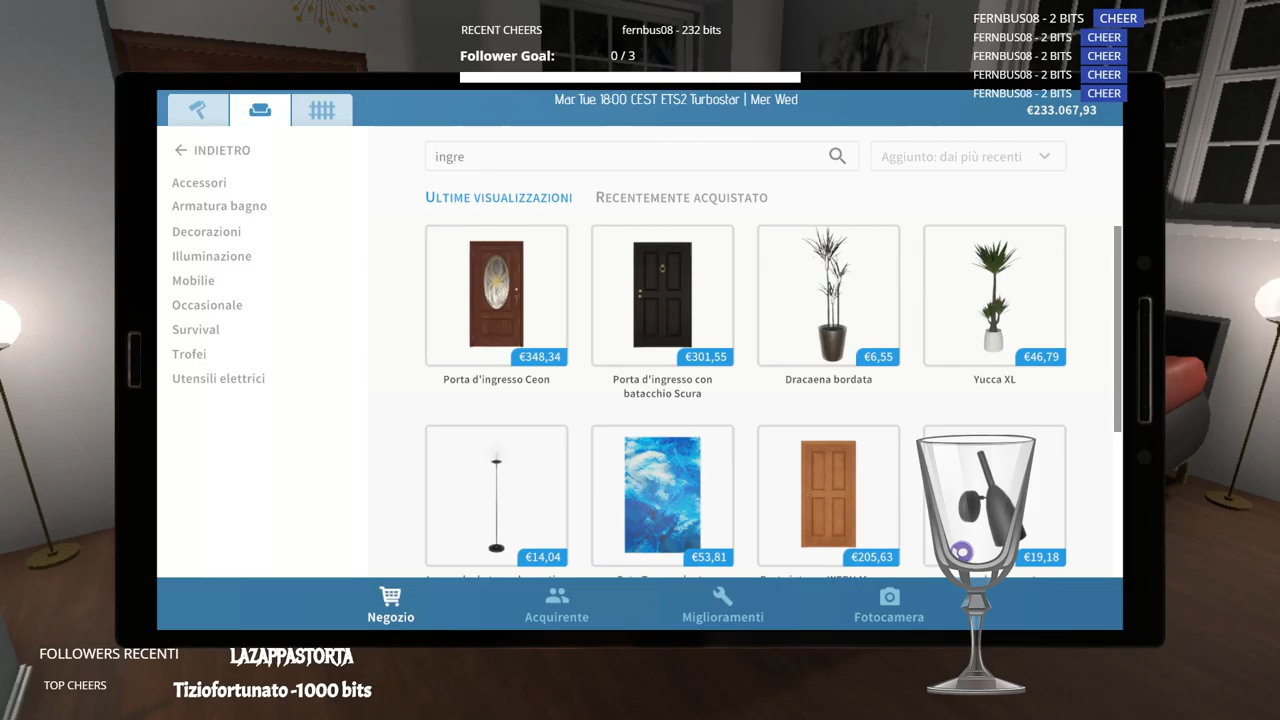 RECENT CHEERS fernbus08 - 232 bits
Follower Goal: 0 / 3
FERNBUS08 - 2 BITS CHEER
FERNBUS08 - 2 BITS CHEER
FERNBUS08 - 2 BITS CHEER
FERNBUS08 - 2 BITS CHEER
FERNBUS08 - 2 BITS CHEER
Mar Tue 18:00 CEST ETS2 Turbostar | Mer Wed
€233.067,93
INDIETRO
Accessori
Armatura bagno
Decorazioni
Illuminazione
Mobilie
Occasionale
Survival
Trofei
Utensili elettrici
ingre
Aggiunto: dai più recenti
ULTIME VISUALIZZAZIONI RECENTEMENTE ACQUISTATO
€348,34 €301,55 €6,55 €46,79
Porta d'ingresso Ceon
Porta d'ingresso con
batacchio Scura
Dracaena bordata
Yucca XL
€14,04 €53,81 €205,63 €19,18
Negozio Acquirente Miglioramenti Fotocamera
FOLLOWERS RECENTI LAZAPPASTORTA
TOP CHEERS Tiziofortunato -1000 bits